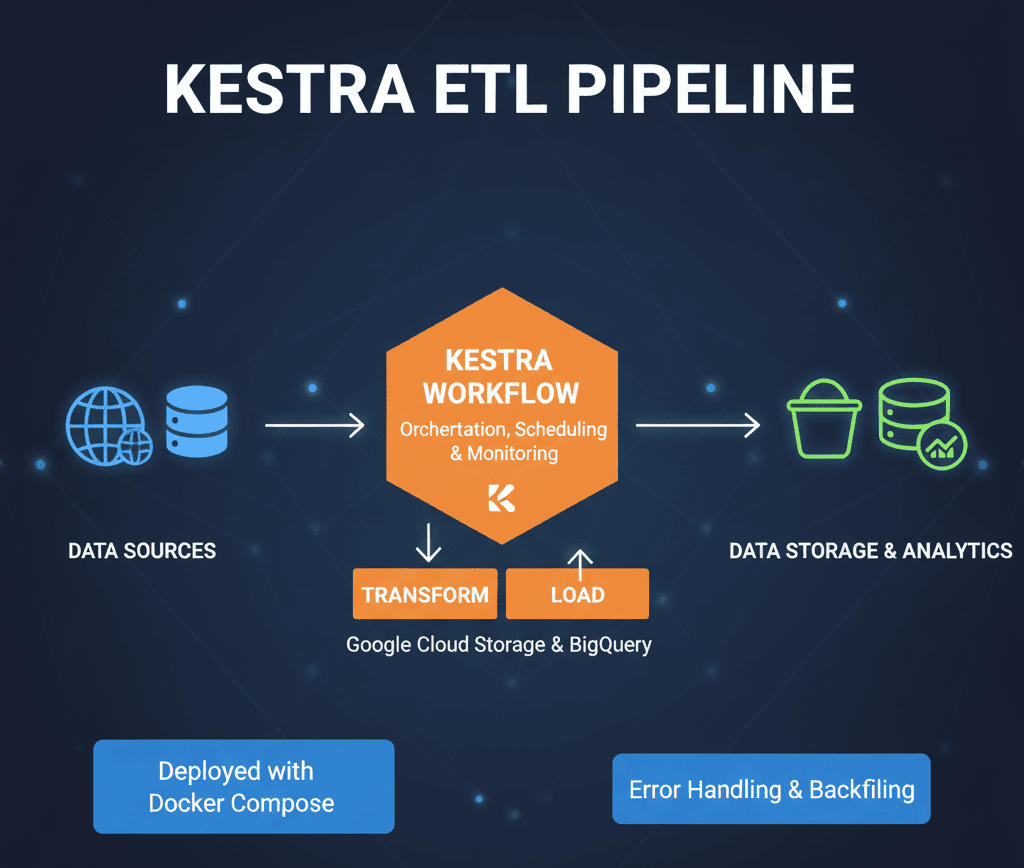 KESTRA ETL PIPELINE
KESTRA
WORKFLOW
Orchertation, Scheduling
& Monitoring
DATA SOURCES
DATA STORAGE & ANALYTICS
TRANSFORM
LOAD
Google Cloud Storage & BigQuery
Deployed with
Docker Compose
Error Handling & Backfiling